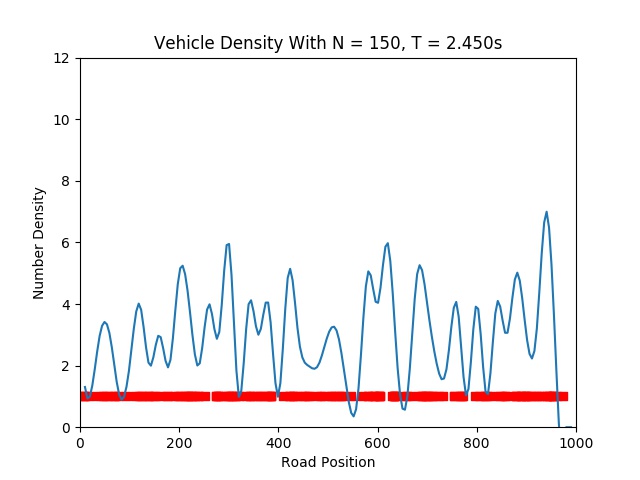 Vehicle Density With N = 150, T = 2.450s
12
10
8
6
4
2
0
Number Density
0 200 400 600 800 1000
Road Position